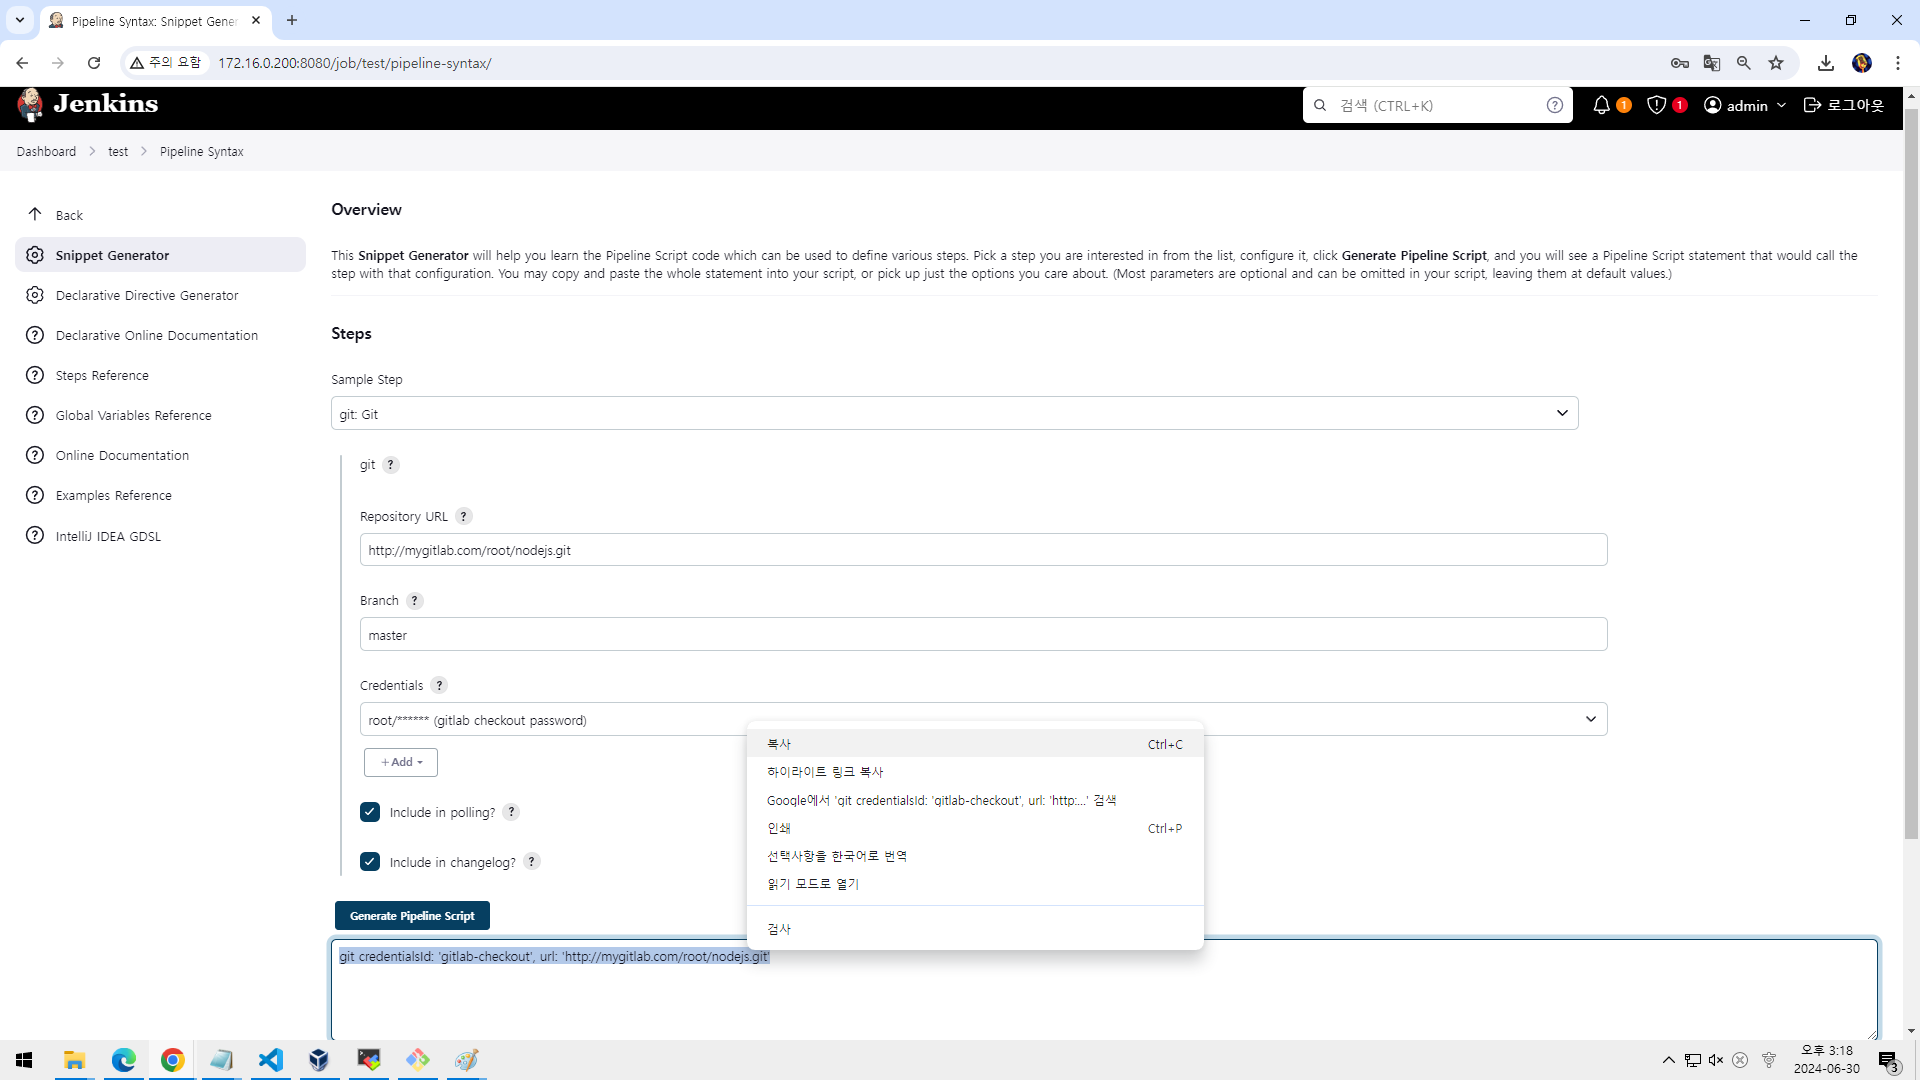 Pipeline Syntax: Snippet Gener
주의 요함
172.16.0.200:8080/job/test/pipeline-syntax/
Jenkins
검색 (CTRL+K)
?
1
1
admin
로그아웃
Dashboard
test
Pipeline Syntax
Back
Snippet Generator
Declarative Directive Generator
Declarative Online Documentation
Steps Reference
Global Variables Reference
Online Documentation
Examples Reference
IntelliJ IDEA GDSL
Overview
This Snippet Generator will help you learn the Pipeline Script code which can be used to define various steps. Pick a step you are interested in from the list, configure it, click Generate Pipeline Script, and you will see a Pipeline Script statement that would call the
step with that configuration. You may copy and paste the whole statement into your script, or pick up just the options you care about. (Most parameters are optional and can be omitted in your script, leaving them at default values.)
Steps
Sample Step
git: Git
git ?
Repository URL ?
http://mygitlab.com/root/nodejs.git
Branch ?
master
Credentials ?
root/****** (gitlab checkout password)
+Add
Include in polling? ?
Include in changelog? ?
복사 Ctrl+C
하이라이트 링크 복사
Google에서 'git credentialsId: 'gitlab-checkout', url: 'http:...' 검색
인쇄 Ctrl+P
선택사항을 한국어로 번역
읽기 모드로 열기
검사
Generate Pipeline Script
git credentialsId: 'gitlab-checkout', url: 'http://mygitlab.com/root/nodejs.git'
오후 3:18
2024-06-30
3